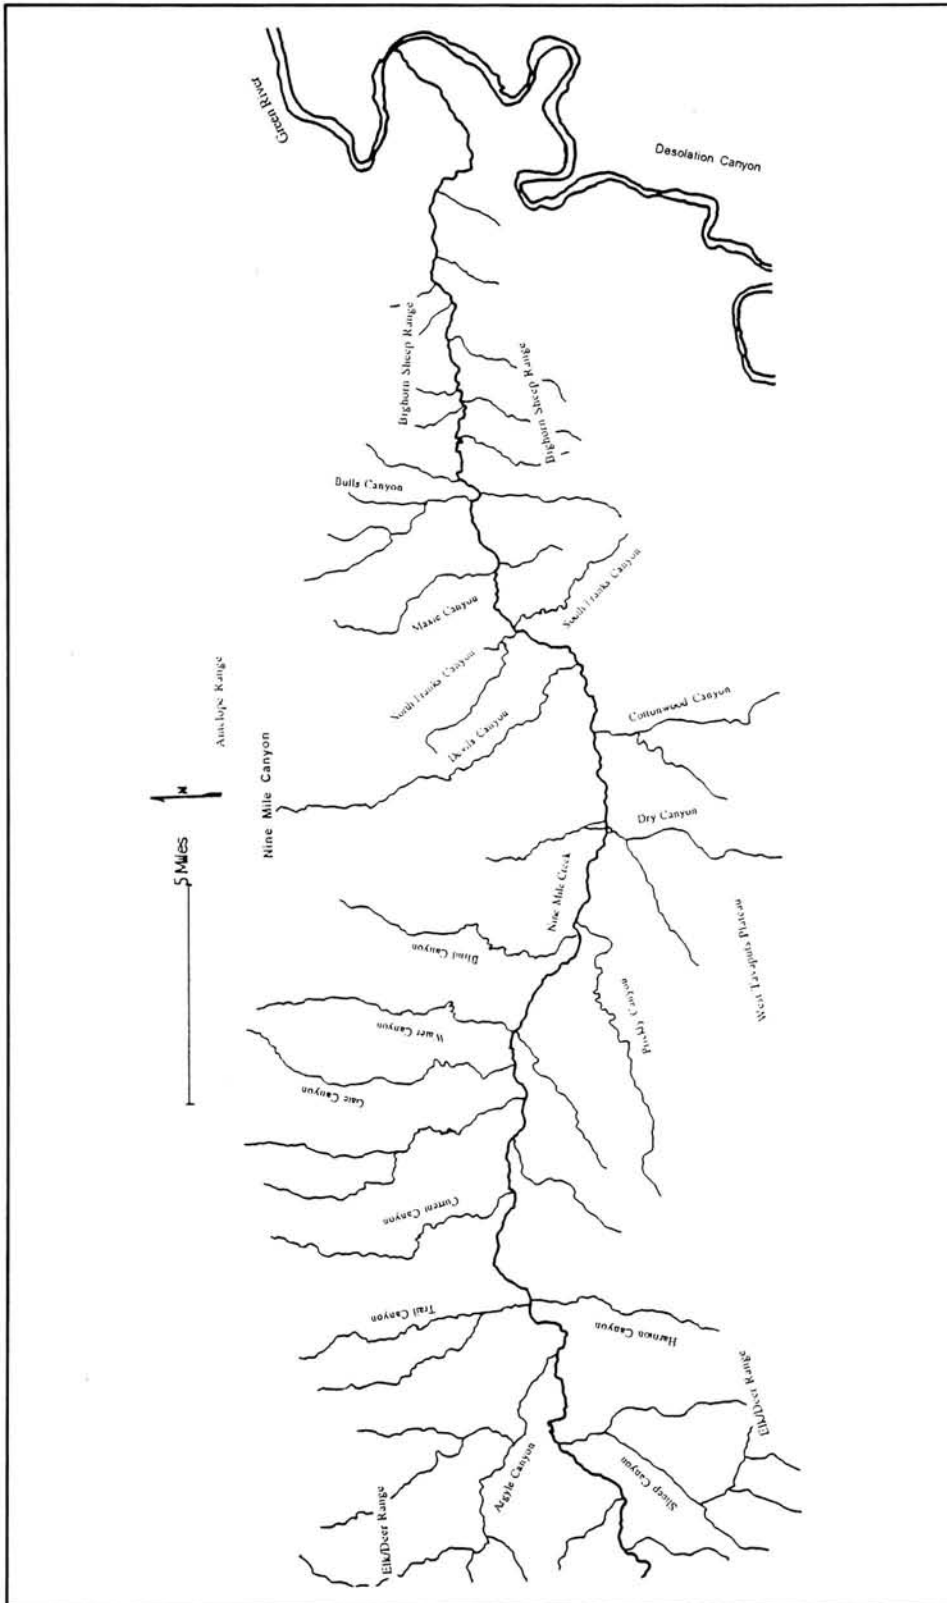 Green River
Desolation Canyon
Bighorn Sheep Range
Bighorn Sheep Range
Bulls Canyon
Maxie Canyon
South Franks Canyon
North Franks Canyon
Antelope Range
Devils Canyon
Cottonwood Canyon
N
Nine Mile Canyon
Dry Canyon
5 Miles
Nine Mile Creek
Blind Canyon
West Tavaputs Plateau
Prickly Canyon
Water Canyon
Gate Canyon
Current Canyon
Trail Canyon
Harmon Canyon
Elk/Deer Range
Argyle Canyon
Sheep Canyon
Elk/Deer Range